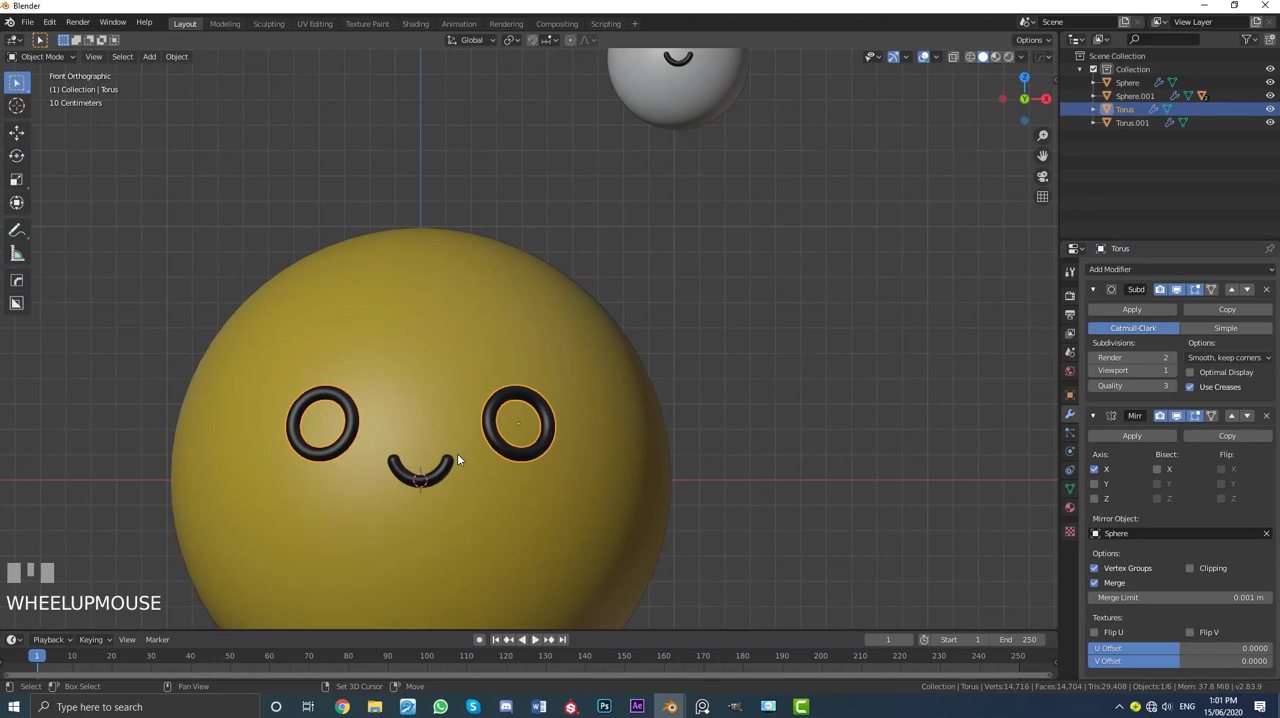 Blender
File Edit Render Window Help Layout Modeling Sculpting UV Editing Texture Paint Shading Animation Rendering Compositing Scripting + Scene View Layer
Global Options
Object Mode View Select Add Object
Front Orthographic
(1) Collection | Torus
10 Centimeters
Z
Y
X
WHEELUPMOUSE
Scene Collection
Collection
Sphere
Sphere.001 2
Torus
Torus.001
Torus
Add Modifier
Subd
Apply Copy
Catmull-Clark Simple
Subdivisions: Options:
Render 2 Smooth, keep corners
Viewport 1 Optimal Display
Quality 3 Use Creases
Mirr
Apply Copy
Axis: Bisect: Flip:
X X X
Y Y Y
Z Z Z
Mirror Object:
Sphere
Options:
Vertex Groups Clipping
Merge
Merge Limit 0.001 m
Textures:
Flip U Flip V
U Offset 0.0000
V Offset 0.0000
Playback Keying View Marker 1 Start 1 End 250
1 10 20 30 40 50 60 70 80 90 100 110 120 130 140 150 160 170 180 190 200 210 220 230 240 250
Select Box Select Pan View Set 3D Cursor Move Collection | Torus | Verts:14,716 | Faces:14,704 | Tris:29,408 | Objects:1/6 | Mem: 37.8 MiB | v2.83.9
Type here to search 1:01 PM
15/06/2020